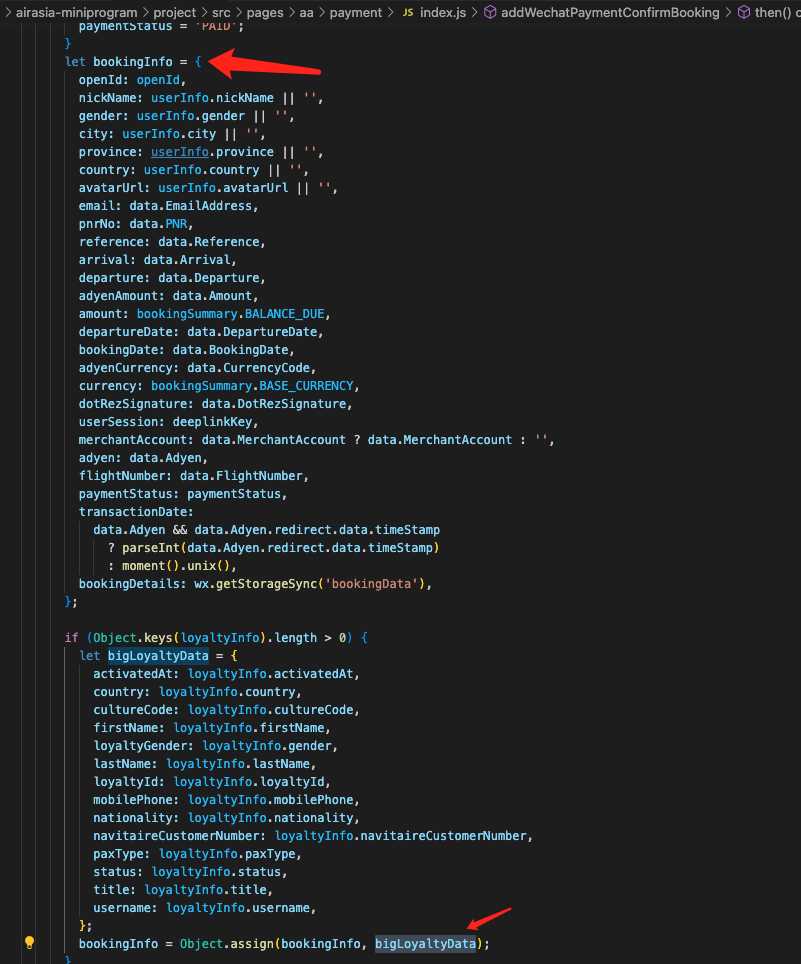 airasia-miniprogram > project > src > pages > aa > payment > JS index.js > addWechatPaymentConfirmBooking > then()
paymentStatus = 'PAID';
}
let bookingInfo = {
openId: openId,
nickName: userInfo.nickName || '',
gender: userInfo.gender || '',
city: userInfo.city || '',
province: userInfo.province || '',
country: userInfo.country || '',
avatarUrl: userInfo.avatarUrl || '',
email: data.EmailAddress,
pnrNo: data.PNR,
reference: data.Reference,
arrival: data.Arrival,
departure: data.Departure,
adyenAmount: data.Amount,
amount: bookingSummary.BALANCE_DUE,
departureDate: data.DepartureDate,
bookingDate: data.BookingDate,
adyenCurrency: data.CurrencyCode,
currency: bookingSummary.BASE_CURRENCY,
dotRezSignature: data.DotRezSignature,
userSession: deeplinkKey,
merchantAccount: data.MerchantAccount ? data.MerchantAccount : '',
adyen: data.Adyen,
flightNumber: data.FlightNumber,
paymentStatus: paymentStatus,
transactionDate:
data.Adyen && data.Adyen.redirect.data.timeStamp
? parseInt(data.Adyen.redirect.data.timeStamp)
: moment().unix(),
bookingDetails: wx.getStorageSync('bookingData'),
};
if (Object.keys(loyaltyInfo).length > 0) {
let bigLoyaltyData = {
activatedAt: loyaltyInfo.activatedAt,
country: loyaltyInfo.country,
cultureCode: loyaltyInfo.cultureCode,
firstName: loyaltyInfo.firstName,
loyaltyGender: loyaltyInfo.gender,
lastName: loyaltyInfo.lastName,
loyaltyId: loyaltyInfo.loyaltyId,
mobilePhone: loyaltyInfo.mobilePhone,
nationality: loyaltyInfo.nationality,
navitaireCustomerNumber: loyaltyInfo.navitaireCustomerNumber,
paxType: loyaltyInfo.paxType,
status: loyaltyInfo.status,
title: loyaltyInfo.title,
username: loyaltyInfo.username,
};
bookingInfo = Object.assign(bookingInfo, bigLoyaltyData);
}